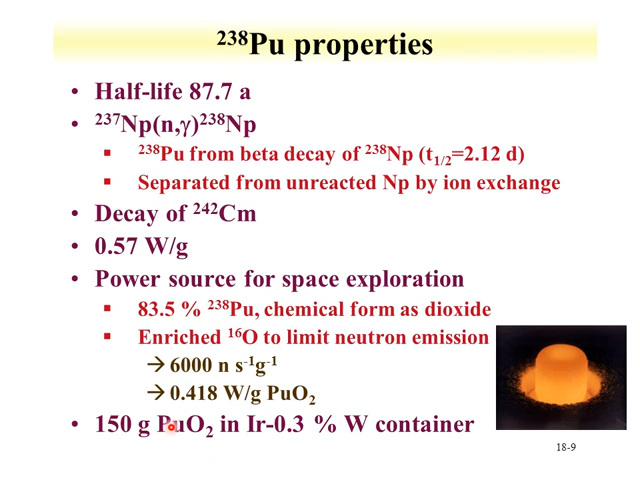 ²³⁸Pu properties
• Half-life 87.7 a
• ²³⁷Np(n,γ)²³⁸Np
▪ ²³⁸Pu from beta decay of ²³⁸Np (t₁/₂=2.12 d)
▪ Separated from unreacted Np by ion exchange
• Decay of ²⁴²Cm
• 0.57 W/g
• Power source for space exploration
▪ 83.5 % ²³⁸Pu, chemical form as dioxide
▪ Enriched ¹⁶O to limit neutron emission
→ 6000 n s⁻¹g⁻¹
→ 0.418 W/g PuO₂
• 150 g PuO₂ in Ir-0.3 % W container
18-9